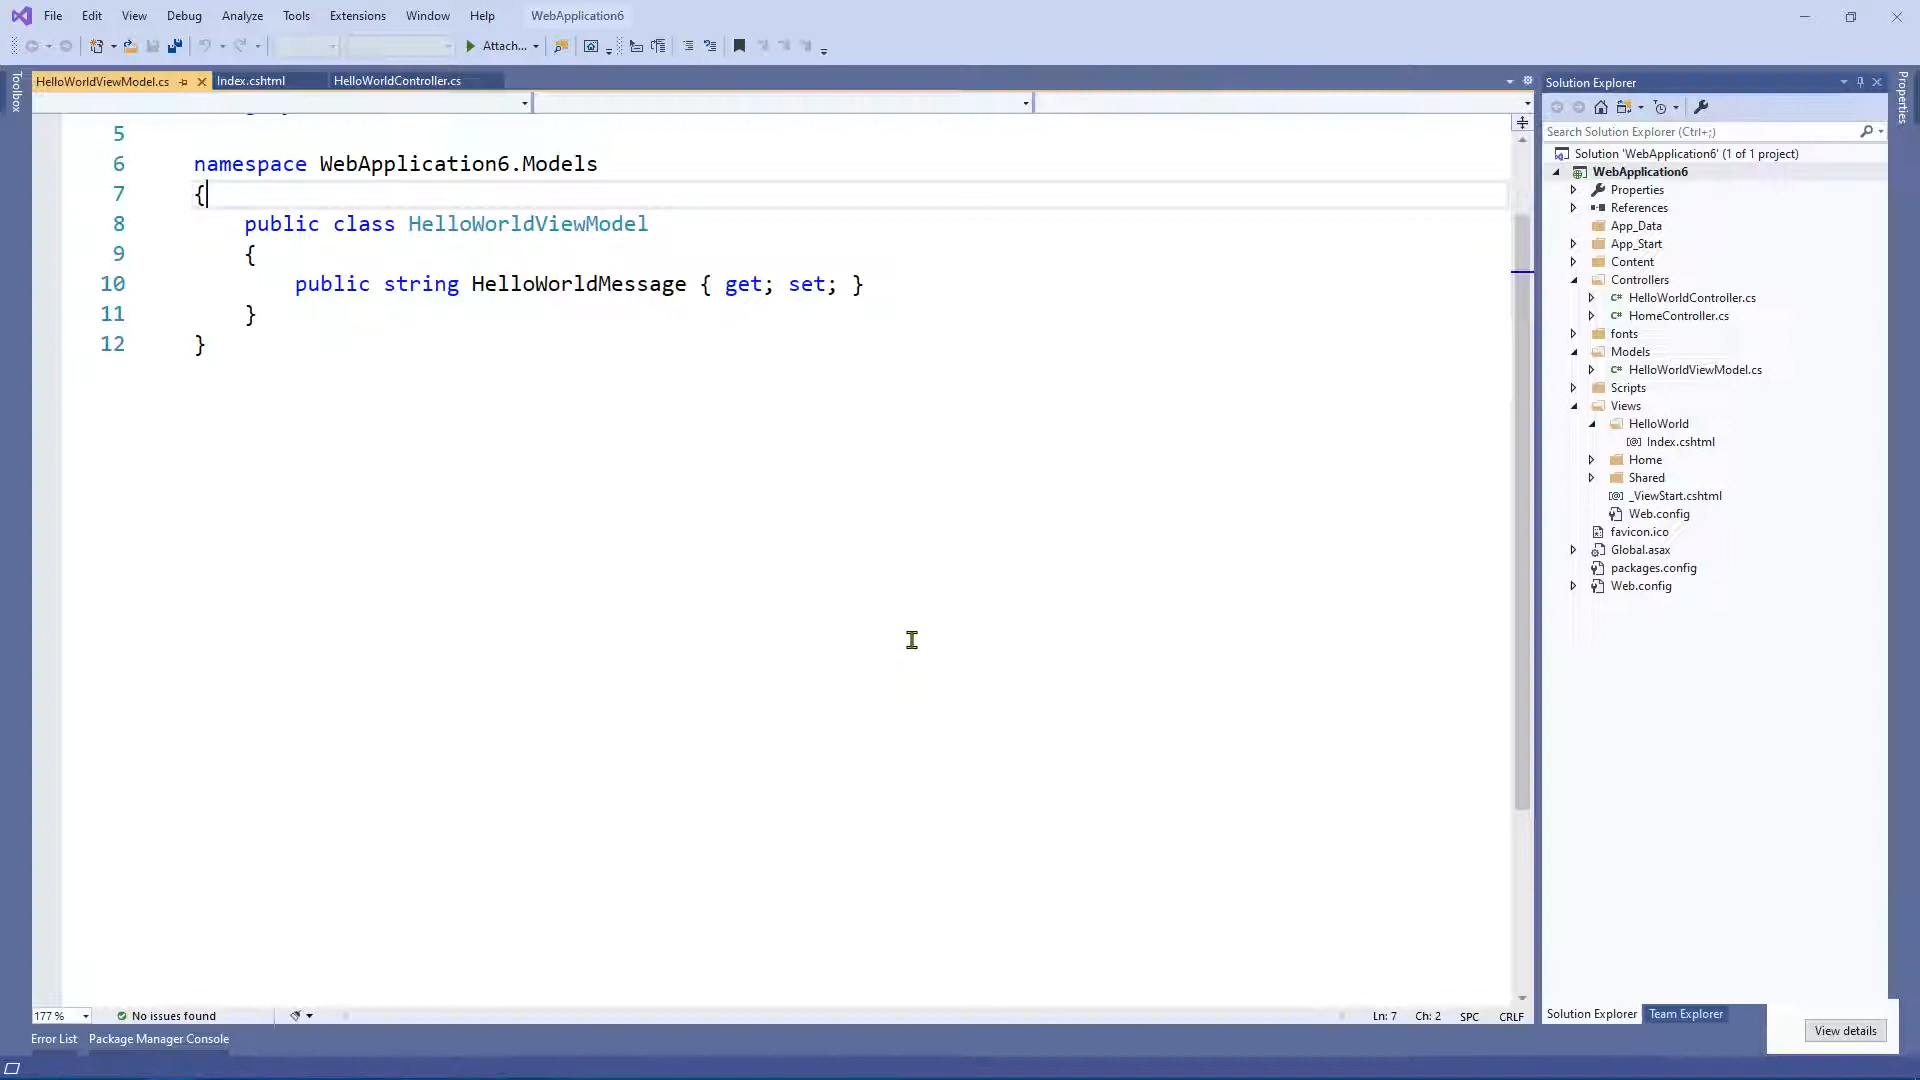 File Edit View Debug Analyze Tools Extensions Window Help WebApplication6
Attach...
HelloWorldViewModel.cs Index.cshtml HelloWorldController.cs
Toolbox
5
6 namespace WebApplication6.Models
7 {
8 public class HelloWorldViewModel
9 {
10 public string HelloWorldMessage { get; set; }
11 }
12 }
177 % No issues found Ln: 7 Ch: 2 SPC CRLF
Error List Package Manager Console
Solution Explorer
Properties
Search Solution Explorer (Ctrl+;)
Solution 'WebApplication6' (1 of 1 project)
WebApplication6
Properties
References
App_Data
App_Start
Content
Controllers
C# HelloWorldController.cs
C# HomeController.cs
fonts
Models
C# HelloWorldViewModel.cs
Scripts
Views
HelloWorld
[@] Index.cshtml
Home
Shared
[@] _ViewStart.cshtml
Web.config
favicon.ico
Global.asax
packages.config
Web.config
Solution Explorer Team Explorer
View details